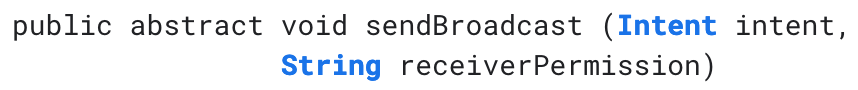 public abstract void sendBroadcast (Intent intent,
String receiverPermission)